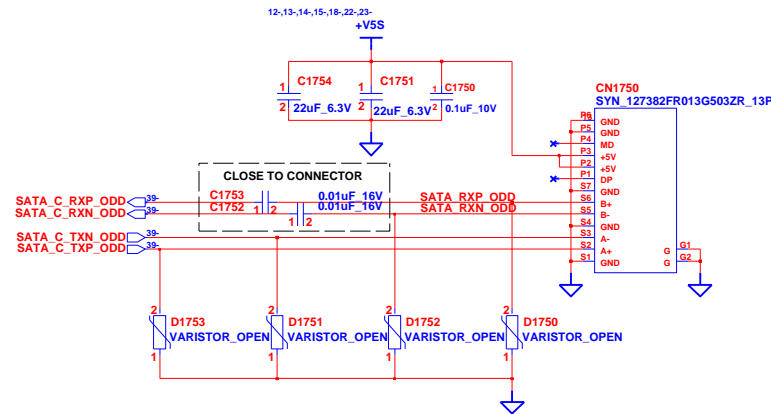 12-,13-,14-,15-,18-,22-,23-
+V5S
1 C1754
2 22uF_6.3V
1 C1751
2 22uF_6.3V
1 C1750
2 0.1uF_10V
CN1750
SYN_127382FR013G503ZR_13P
GND
P5 GND
P4 MD
P3 +5V
P2 +5V
P1 DP
S7 GND
S6 B+
S5 B-
S4 GND
S3 A-
S2 A+
S1 GND
G G1
G G2
CLOSE TO CONNECTOR
SATA_C_RXP_ODD 39- C1753 1 2 0.01uF_16V SATA_RXP_ODD
SATA_C_RXN_ODD 39- C1752 1 2 0.01uF_16V SATA_RXN_ODD
SATA_C_TXN_ODD 39-
SATA_C_TXP_ODD 39-
2 D1753 VARISTOR_OPEN 1
2 D1751 VARISTOR_OPEN 1
2 D1752 VARISTOR_OPEN 1
2 D1750 VARISTOR_OPEN 1